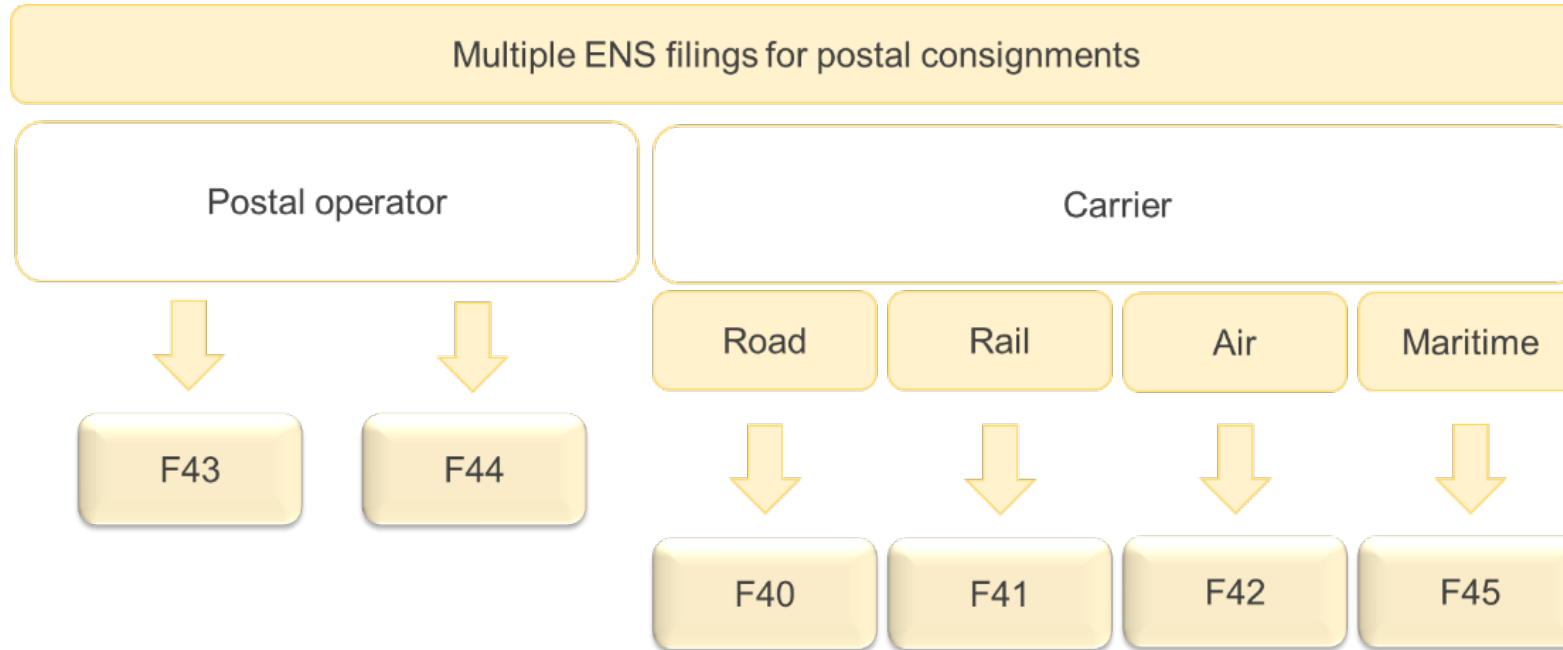 Multiple ENS filings for postal consignments
Postal operator
Carrier
Road
Rail
Air
Maritime
F43
F44
F40
F41
F42
F45